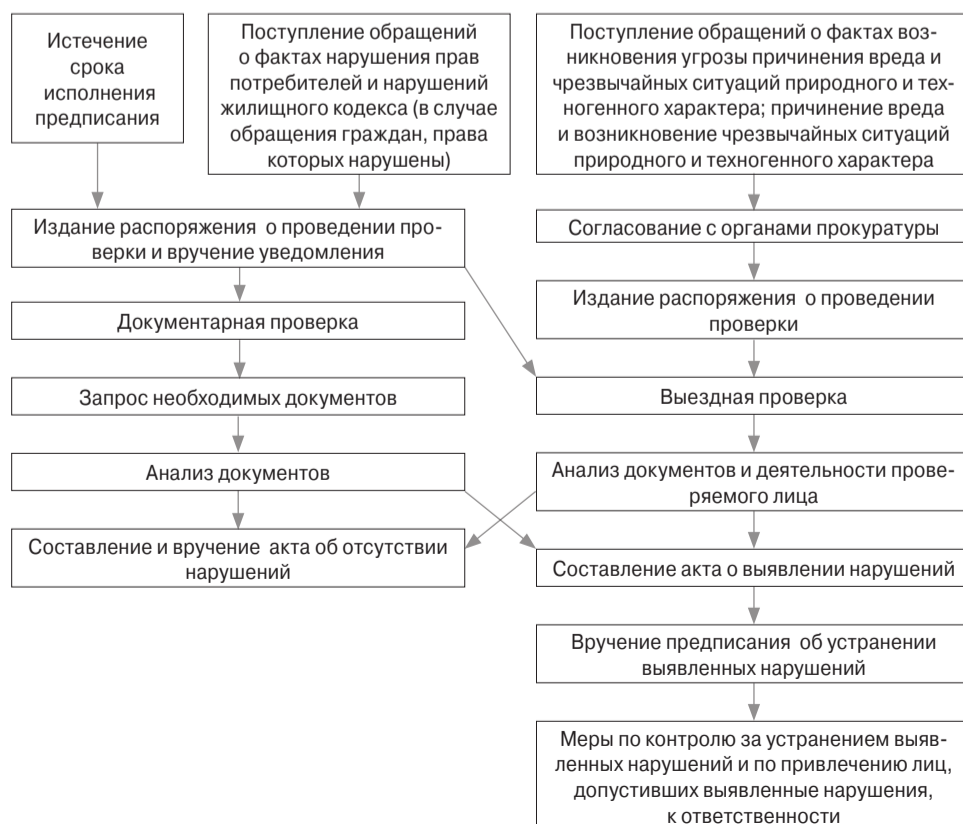 Истечение
срока
исполнения
предписания
Поступление обращений
о фактах нарушения прав
потребителей и нарушений
жилищного кодекса (в случае
обращения граждан, права
которых нарушены)
Поступление обращений о фактах воз-
никновения угрозы причинения вреда и
чрезвычайных ситуаций природного и тех-
ногенного характера; причинение вреда
и возникновение чрезвычайных ситуаций
природного и техногенного характера
Издание распоряжения о проведении про-
верки и вручение уведомления
Согласование с органами прокуратуры
Документарная проверка
Издание распоряжения о проведении
проверки
Запрос необходимых документов
Выездная проверка
Анализ документов
Анализ документов и деятельности прове-
ряемого лица
Составление и вручение акта об отсутствии
нарушений
Составление акта о выявлении нарушений
Вручение предписания об устранении
выявленных нарушений
Меры по контролю за устранением выяв-
ленных нарушений и по привлечению лиц,
допустивших выявленные нарушения,
к ответственности